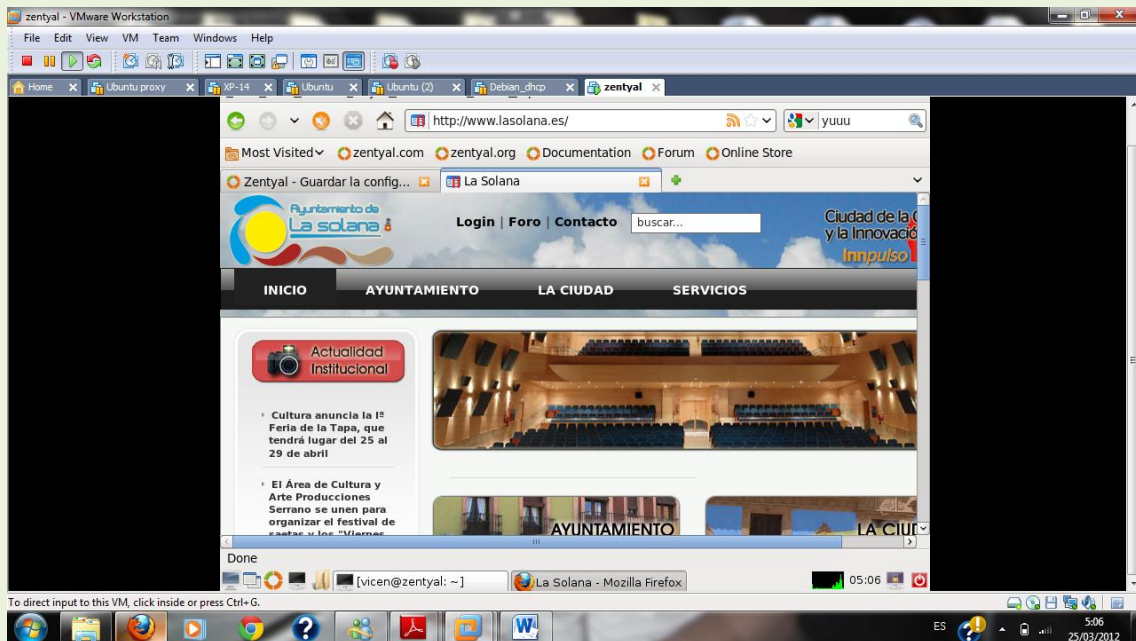 zentyal - VMware Workstation
File Edit View VM Team Windows Help
Home Ubuntu proxy XP-14 Ubuntu Ubuntu (2) Debian_dhcp zentyal
http://www.lasolana.es/ yuuu
Most Visited zentyal.com zentyal.org Documentation Forum Online Store
Zentyal - Guardar la config... La Solana
Ayuntamiento de
La solana
Login | Foro | Contacto buscar...
Ciudad de la
y la Innovació
Innpulso
INICIO AYUNTAMIENTO LA CIUDAD SERVICIOS
Actualidad
Institucional
Cultura anuncia la Iª
Feria de la Tapa, que
tendrá lugar del 25 al
29 de abril
El Área de Cultura y
Arte Producciones
Serrano se unen para
organizar el festival de
saetas y los "Viernes
AYUNTAMIENTO
LA CIUD
Done
[vicen@zentyal: ~] La Solana - Mozilla Firefox 05:06
To direct input to this VM, click inside or press Ctrl+G.
ES 5:06
25/03/2012